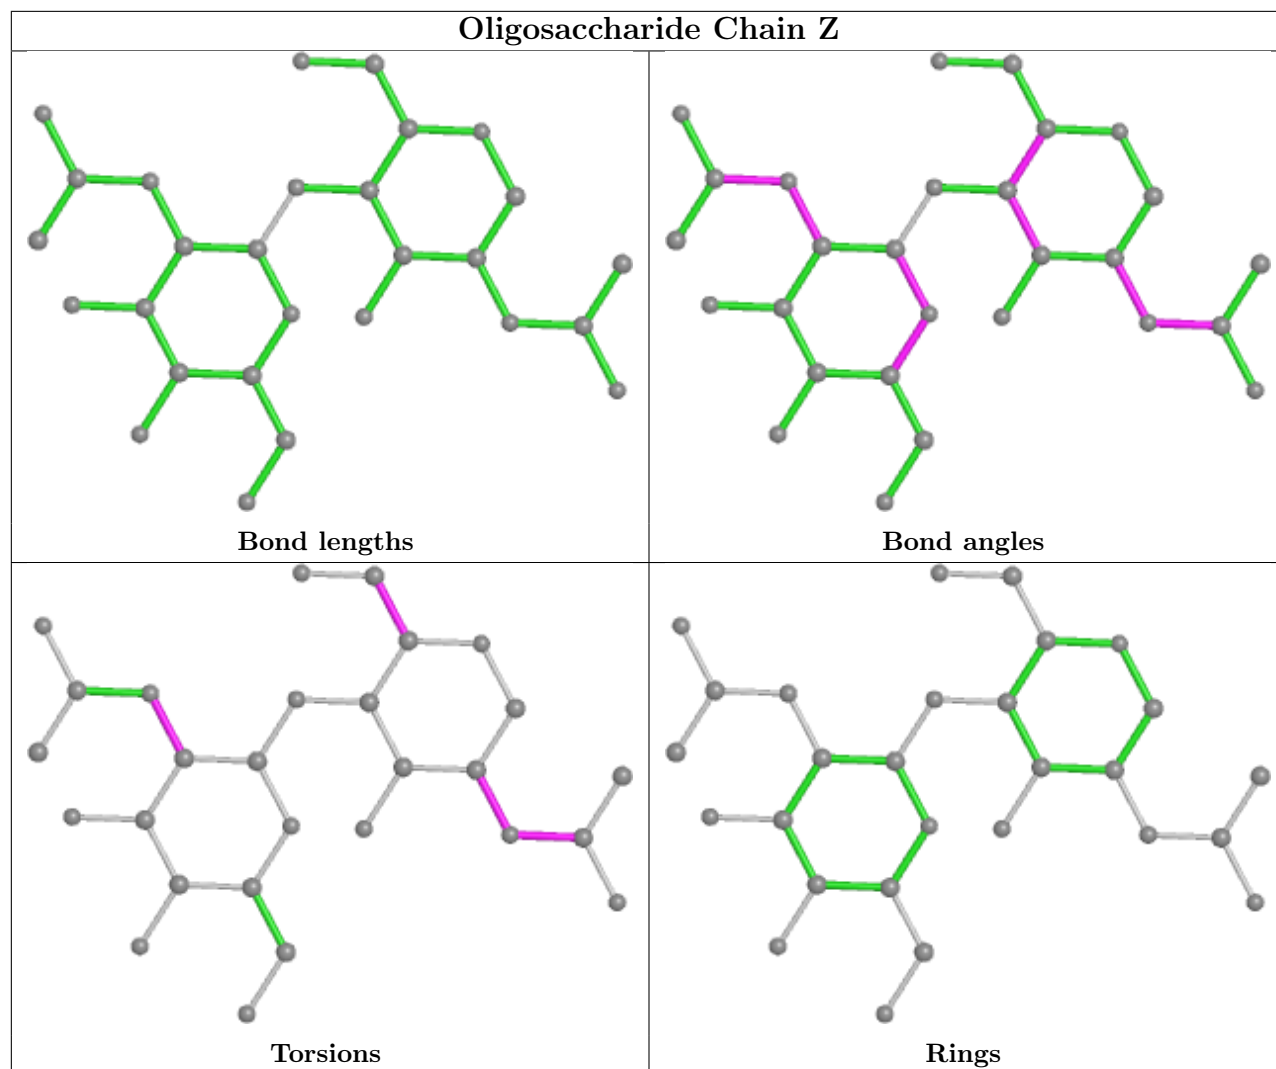 Oligosaccharide Chain Z
Bond lengths
Bond angles
Torsions
Rings